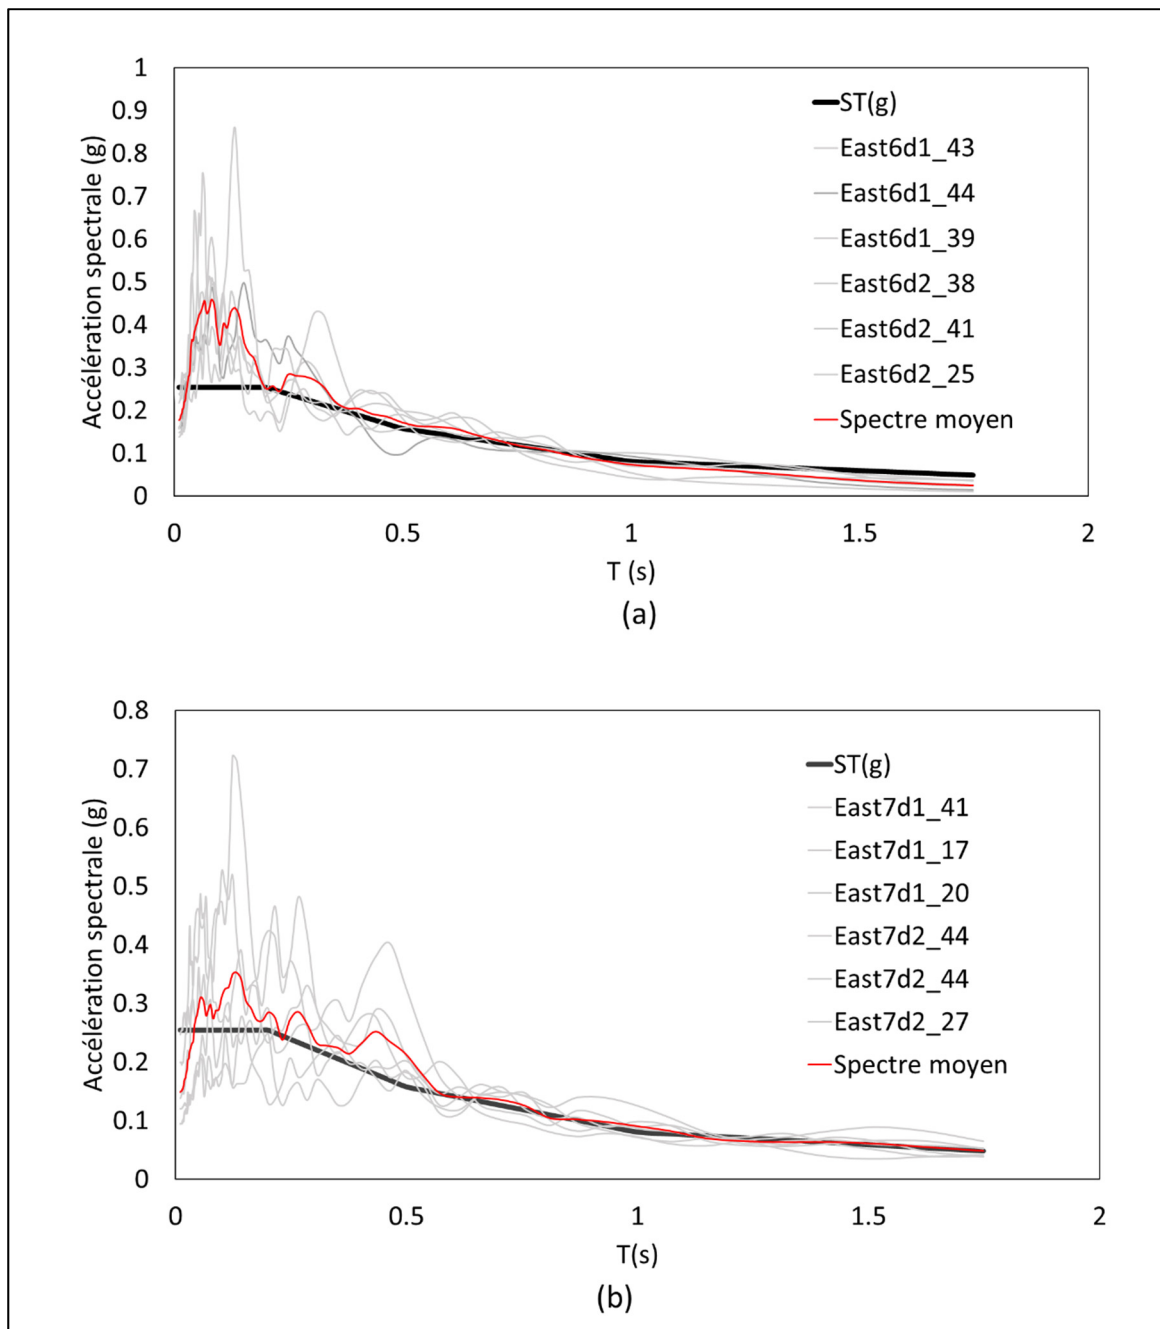 1
0.9
0.8
0.7
0.6
0.5
0.4
0.3
0.2
0.1
0
Accélération spectrale (g)
ST(g)
East6d1_43
East6d1_44
East6d1_39
East6d2_38
East6d2_41
East6d2_25
Spectre moyen
0 0.5 1 1.5 2
T (s)
(a)
0.8
0.7
0.6
0.5
0.4
0.3
0.2
0.1
0
Accélération spectrale (g)
ST(g)
East7d1_41
East7d1_17
East7d1_20
East7d2_44
East7d2_44
East7d2_27
Spectre moyen
0 0.5 1 1.5 2
T(s)
(b)